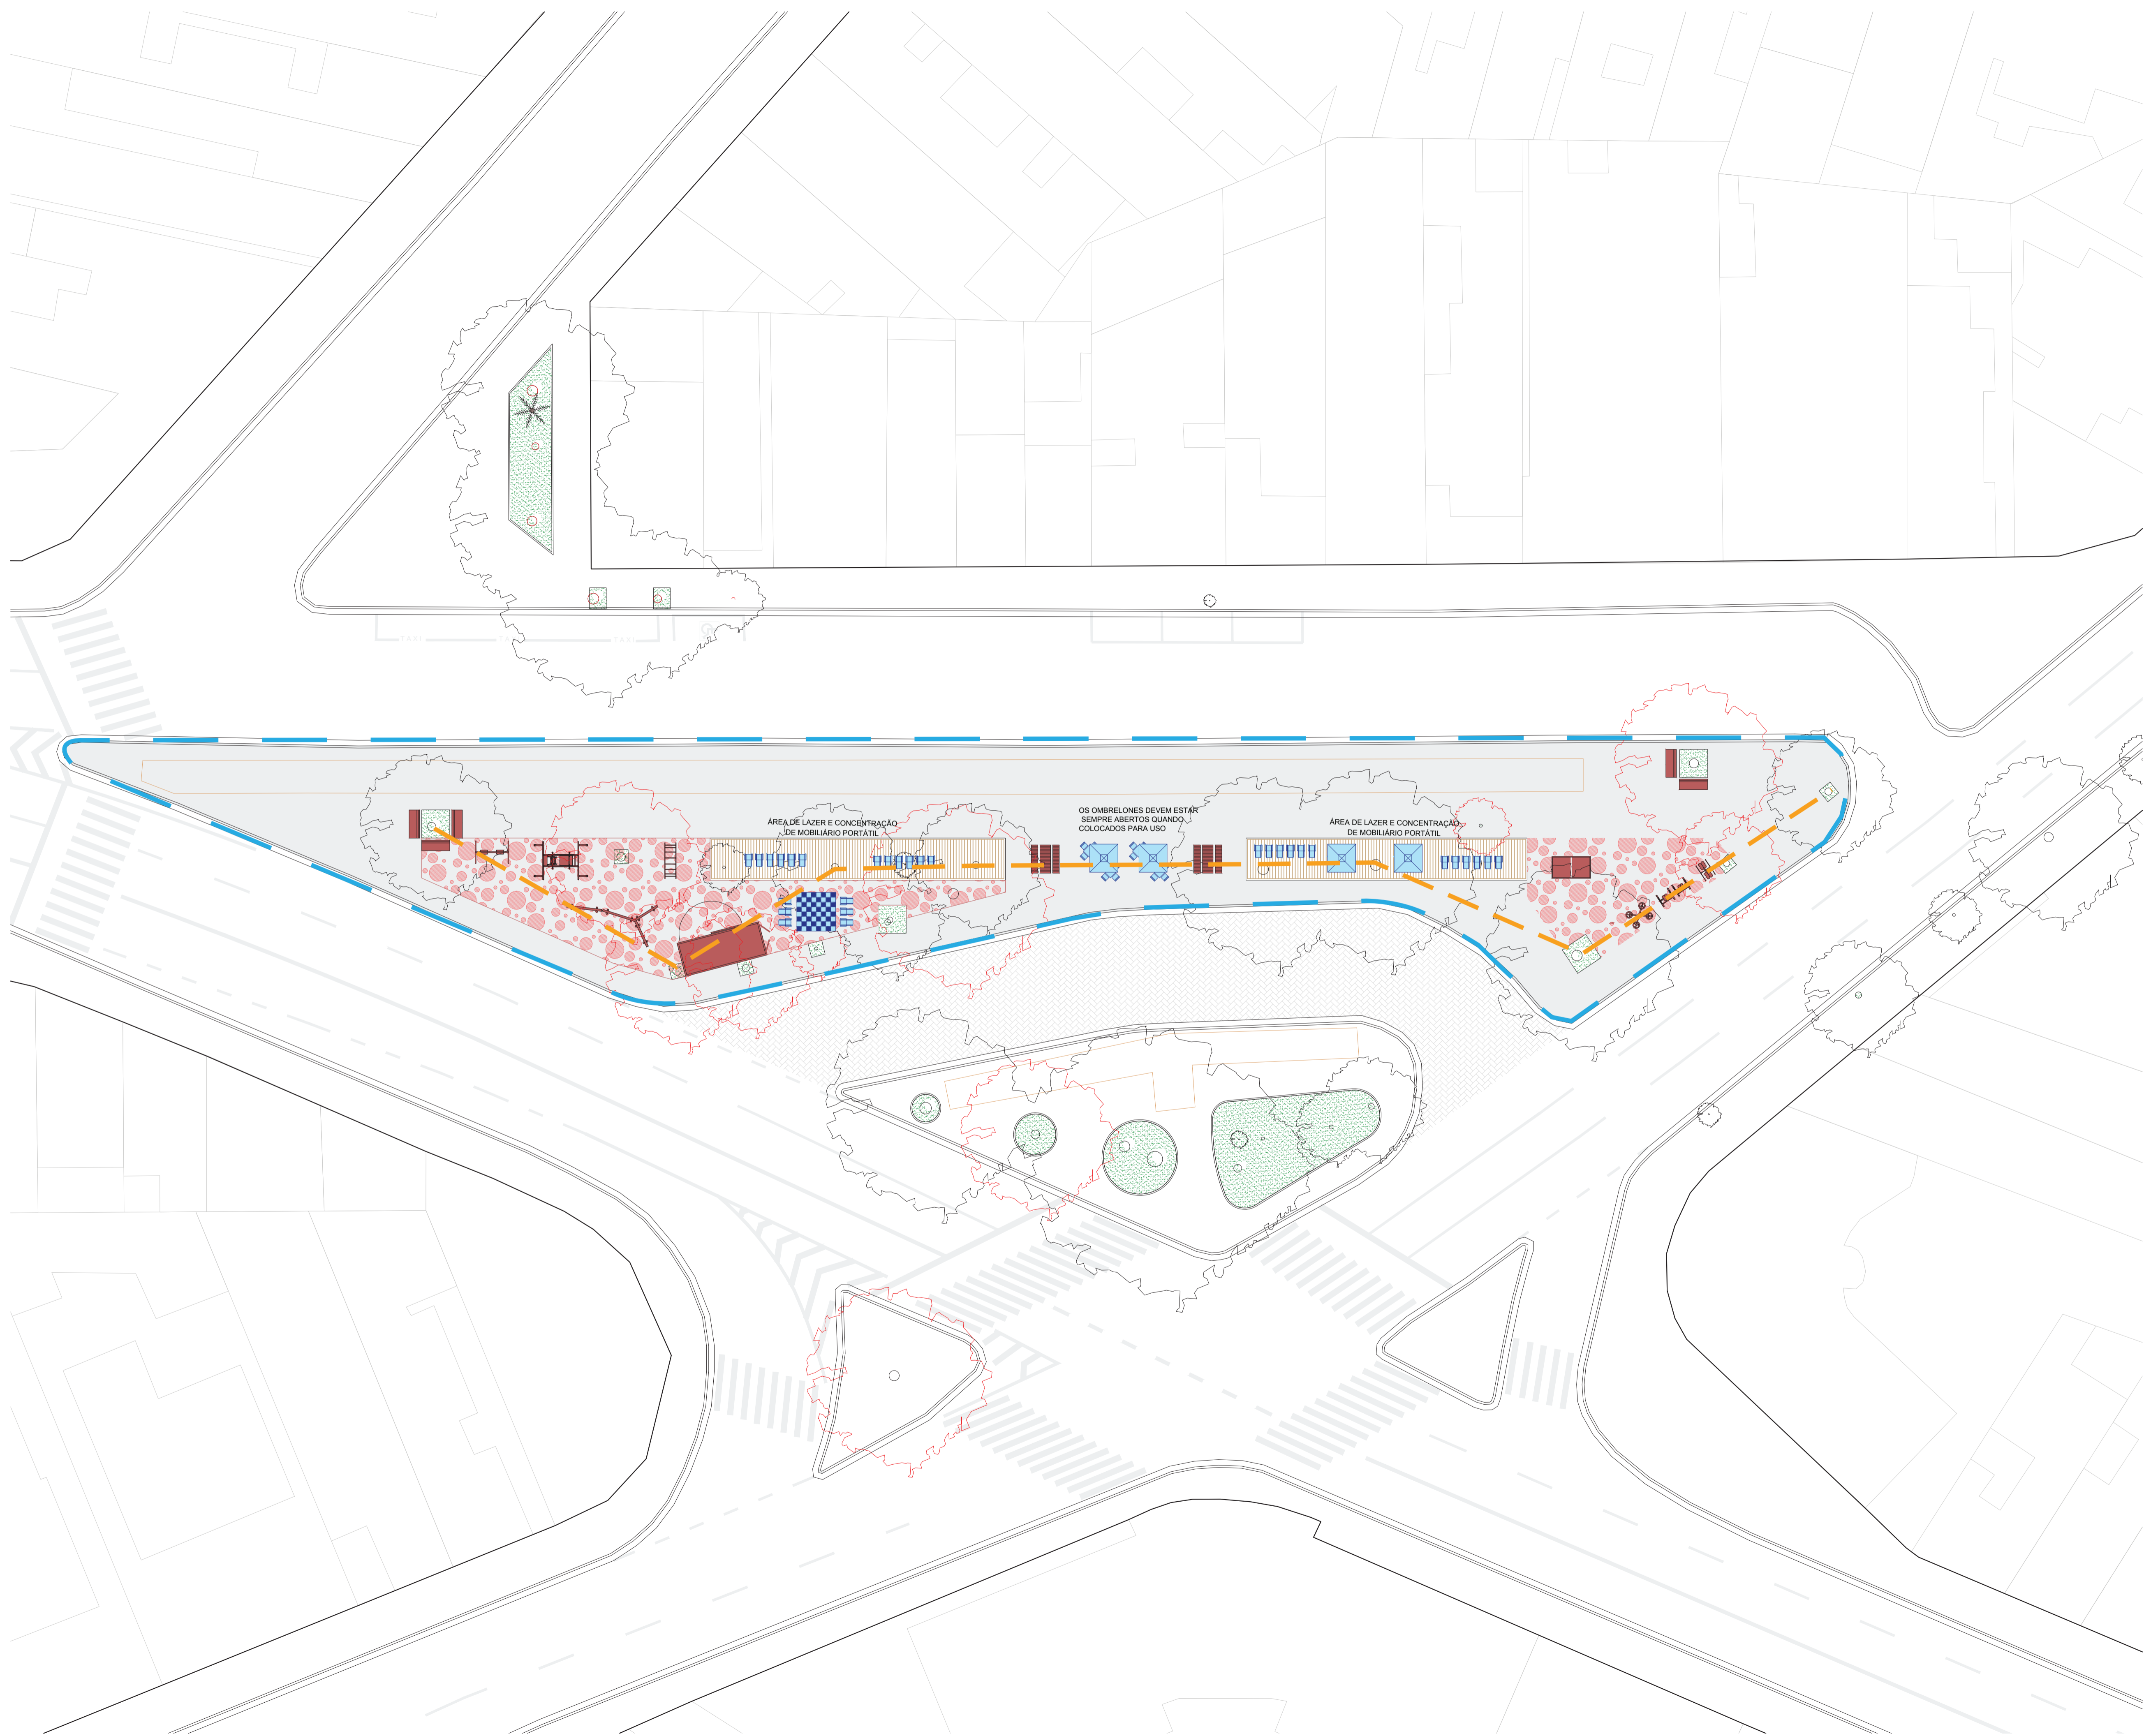 OS OMBRELONES DEVEM ESTAR
SEMPRE ABERTOS QUANDO
COLOCADOS PARA USO
ÁREA DE LAZER E CONCENTRAÇÃO
DE MOBILIÁRIO PORTÁTIL
ÁREA DE LAZER E CONCENTRAÇÃO
DE MOBILIÁRIO PORTÁTIL